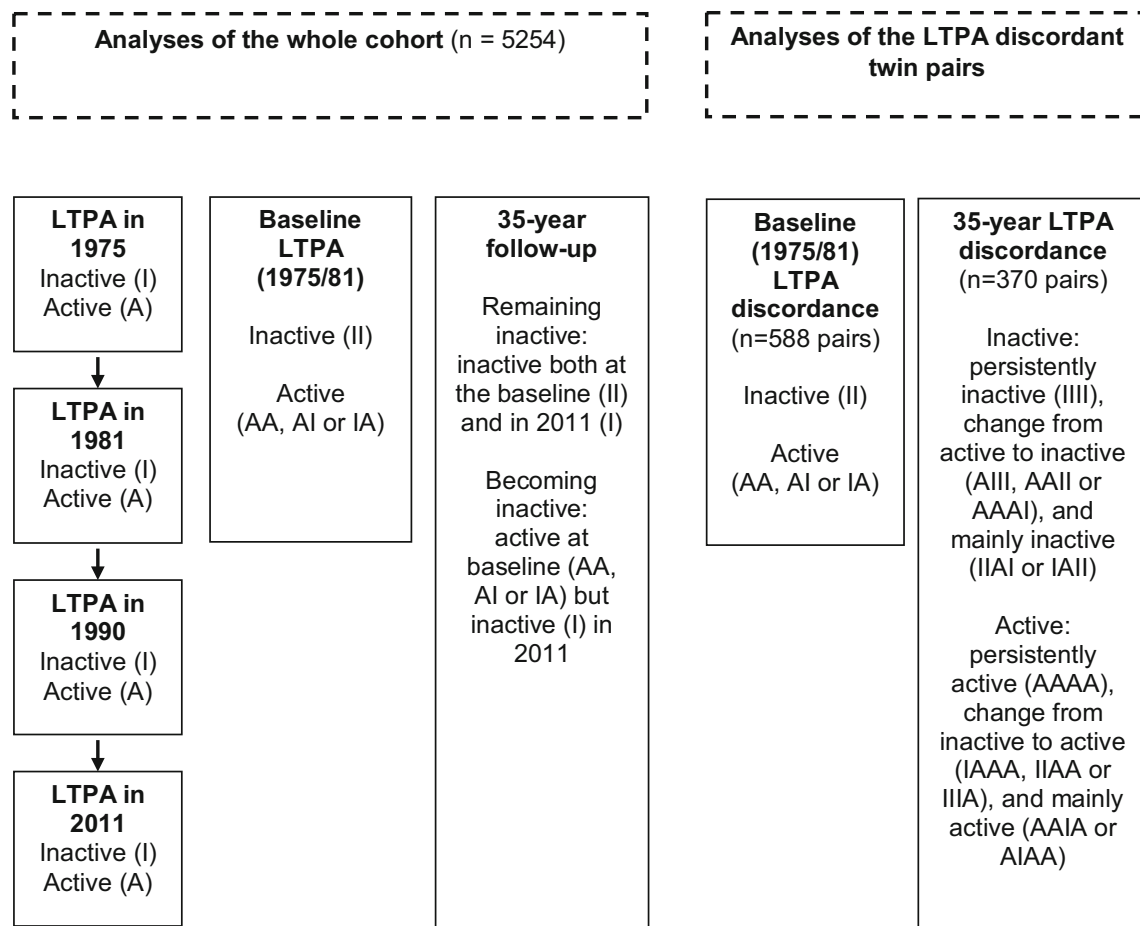 Analyses of the whole cohort (n = 5254)
Analyses of the LTPA discordant
twin pairs
LTPA in
1975
Inactive (I)
Active (A)
LTPA in
1981
Inactive (I)
Active (A)
LTPA in
1990
Inactive (I)
Active (A)
LTPA in
2011
Inactive (I)
Active (A)
Baseline
LTPA
(1975/81)
Inactive (II)
Active
(AA, AI or IA)
35-year
follow-up
Remaining
inactive:
inactive both at
the baseline (II)
and in 2011 (I)
Becoming
inactive:
active at
baseline (AA,
AI or IA) but
inactive (I) in
2011
Baseline
(1975/81)
LTPA
discordance
(n=588 pairs)
Inactive (II)
Active
(AA, AI or IA)
35-year LTPA
discordance
(n=370 pairs)
Inactive:
persistently
inactive (IIII),
change from
active to inactive
(AIII, AAII or
AAAI), and
mainly inactive
(IIAI or IAII)
Active:
persistently
active (AAAA),
change from
inactive to active
(IAAA, IIAA or
IIIA), and mainly
active (AAIA or
AIAA)